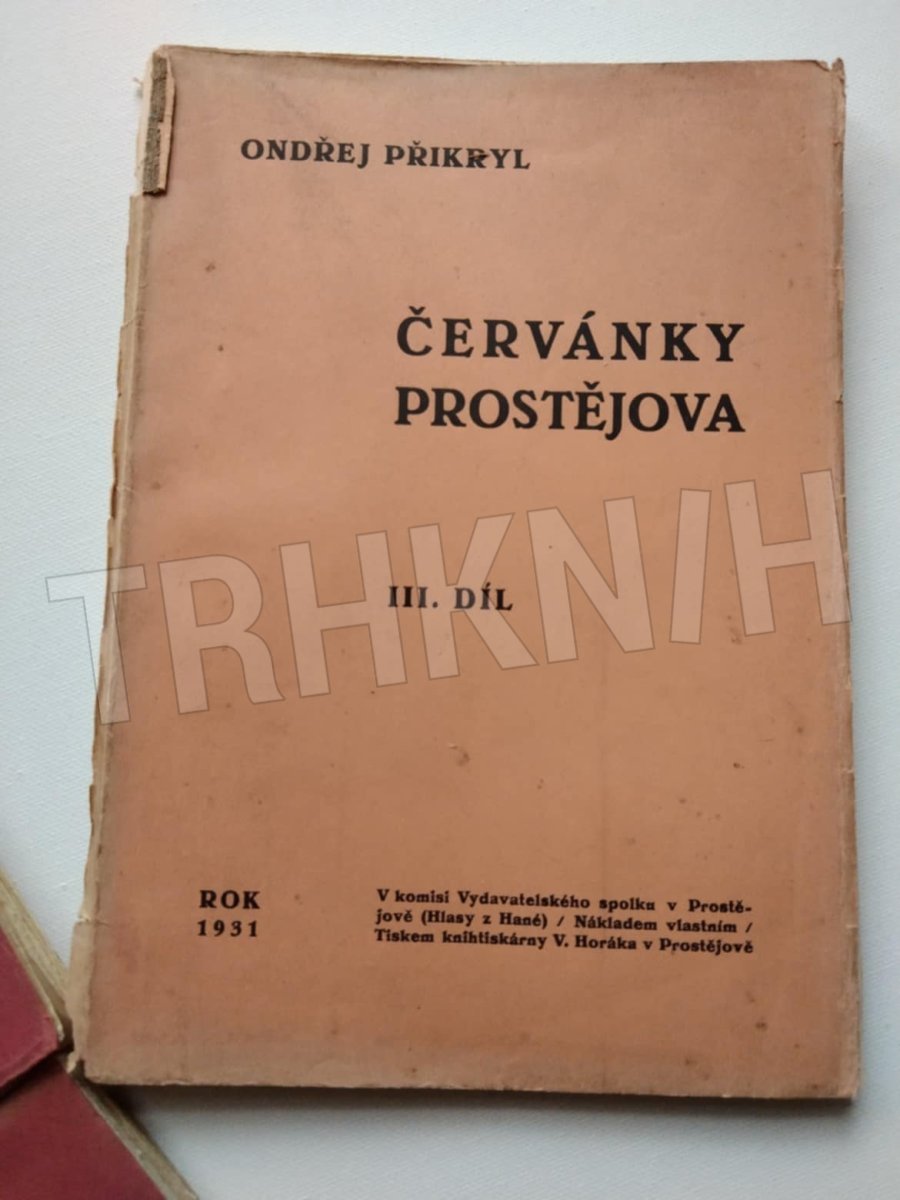 ONDŘEJ PŘIKRYL
ČERVÁNKY
PROSTĚJOVA
TRHKNIH
III. DÍL
ROK
1931
V komisi Vydavatelského spolku v Prostě-
jově (Hlasy z Hané) / Nákladem vlastním /
Tiskem knihtiskárny V. Horáka v Prostějově